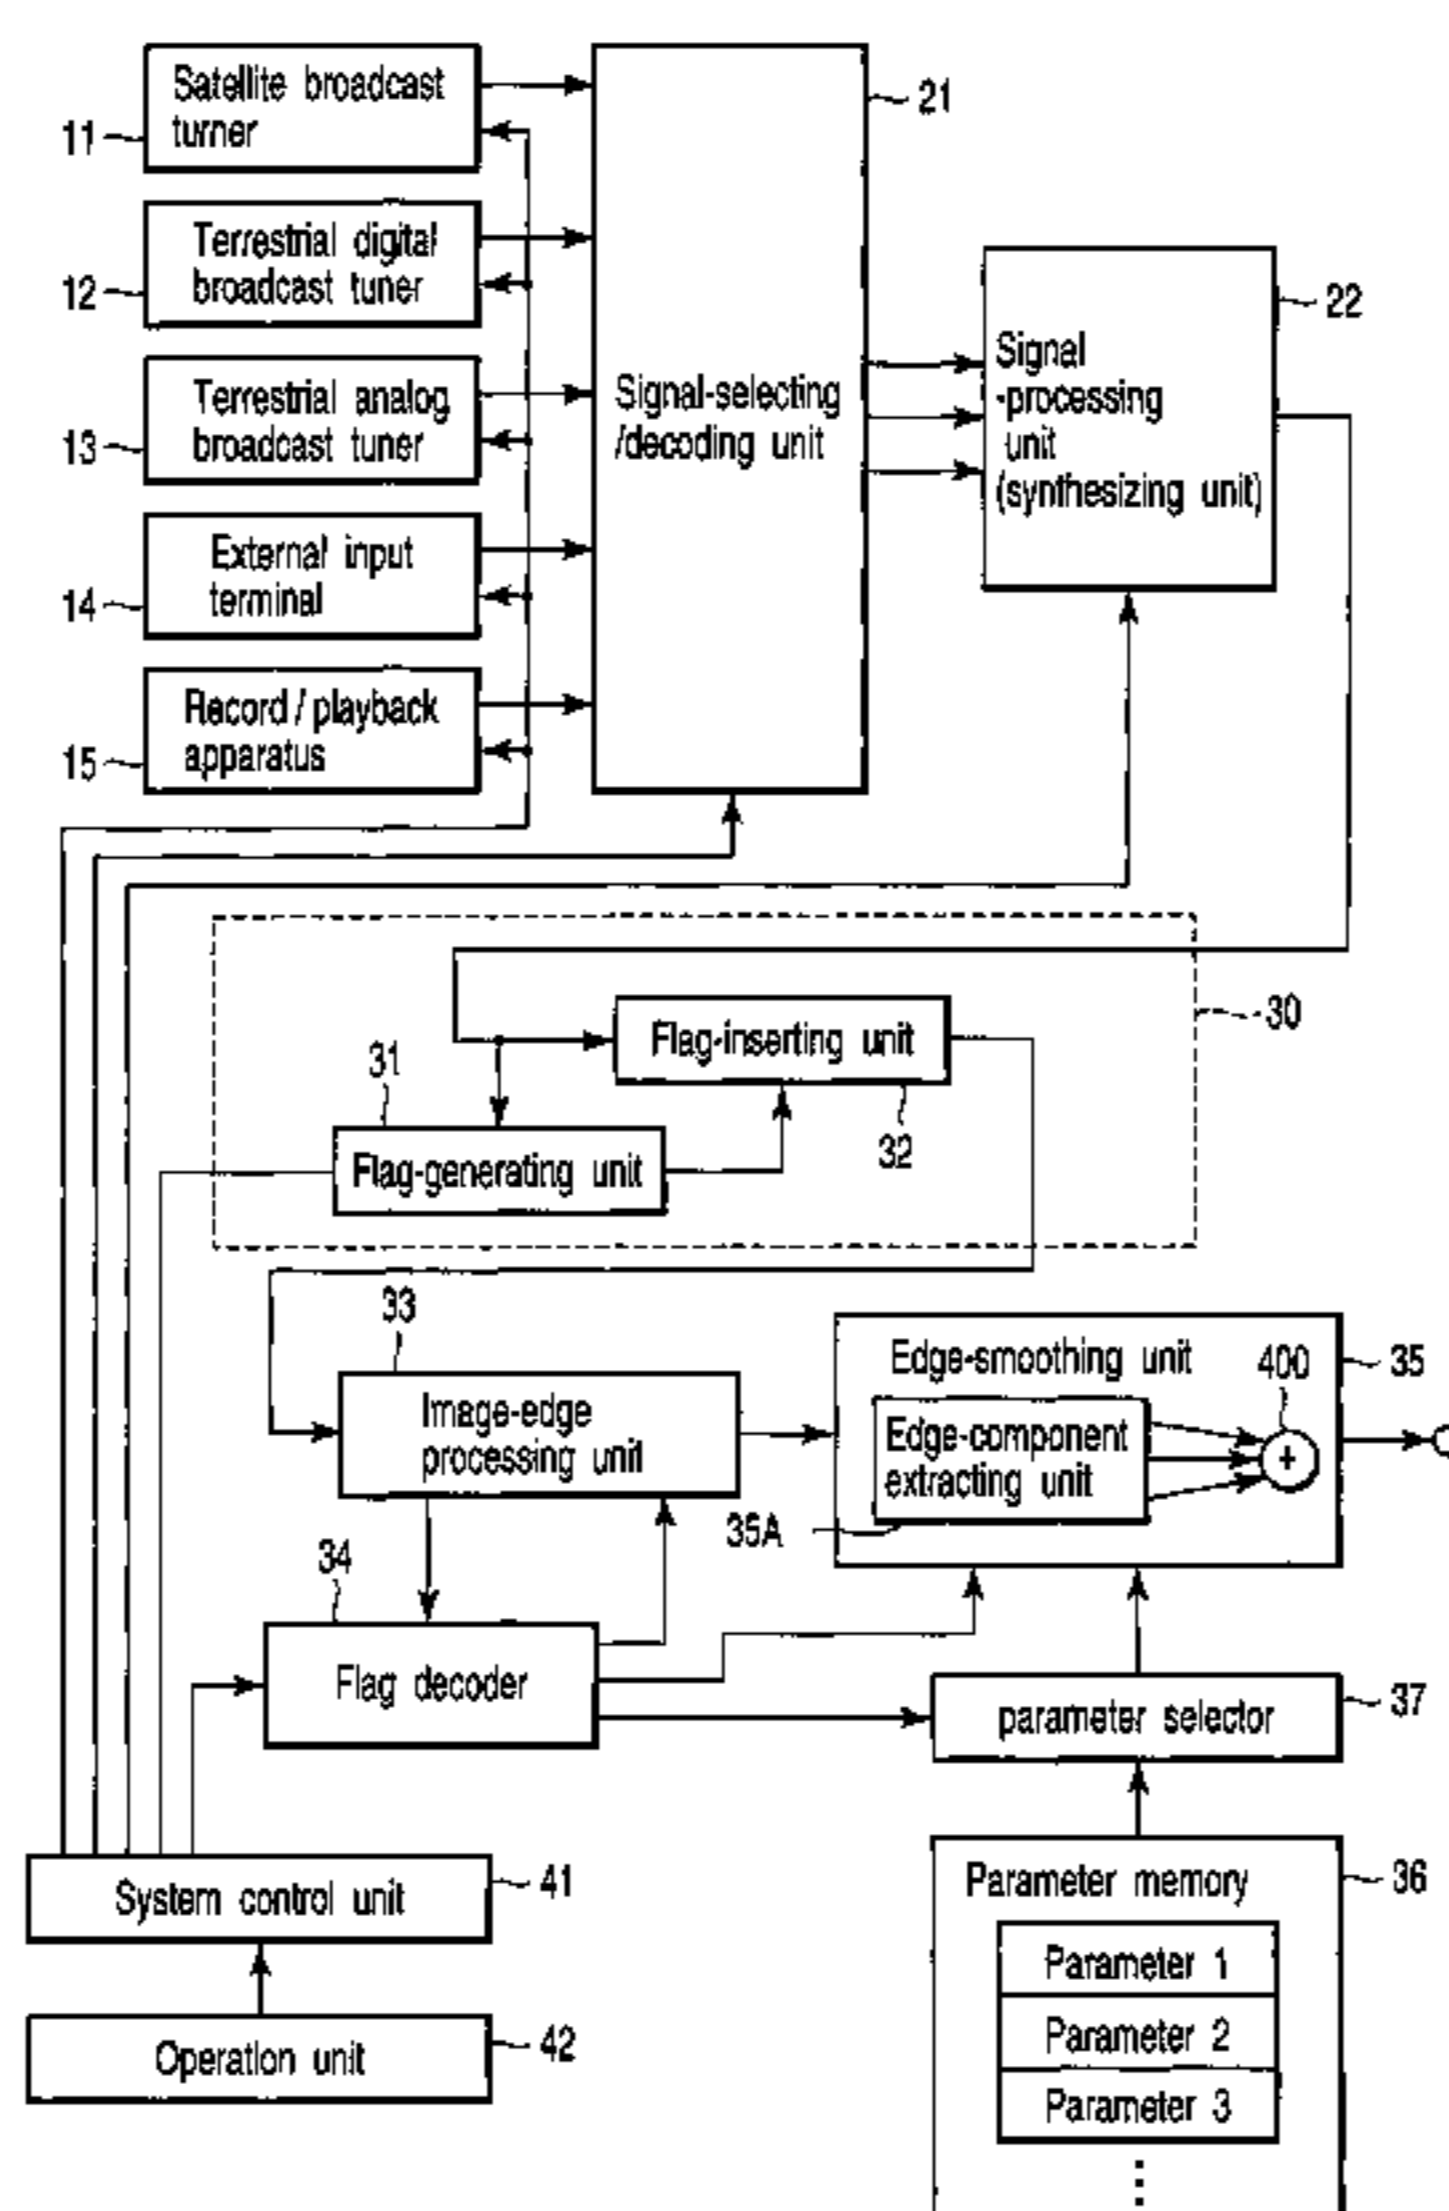 Satellite broadcast
turner
11
21
Terrestrial digital
broadcast tuner
12
22
Terrestrial analog
broadcast tuner
13
Signal-selecting
/decoding unit
Signal
-processing
unit
(synthesizing unit)
External input
terminal
14
Record / playback
apparatus
15
30
Flag-inserting unit
31
32
Flag-generating unit
33
Edge-smoothing unit
400
35
Image-edge
processing unit
Edge-component
extracting unit
35A
34
Flag decoder
parameter selector
37
System control unit
41
Parameter memory
36
Parameter 1
Operation unit
42
Parameter 2
Parameter 3